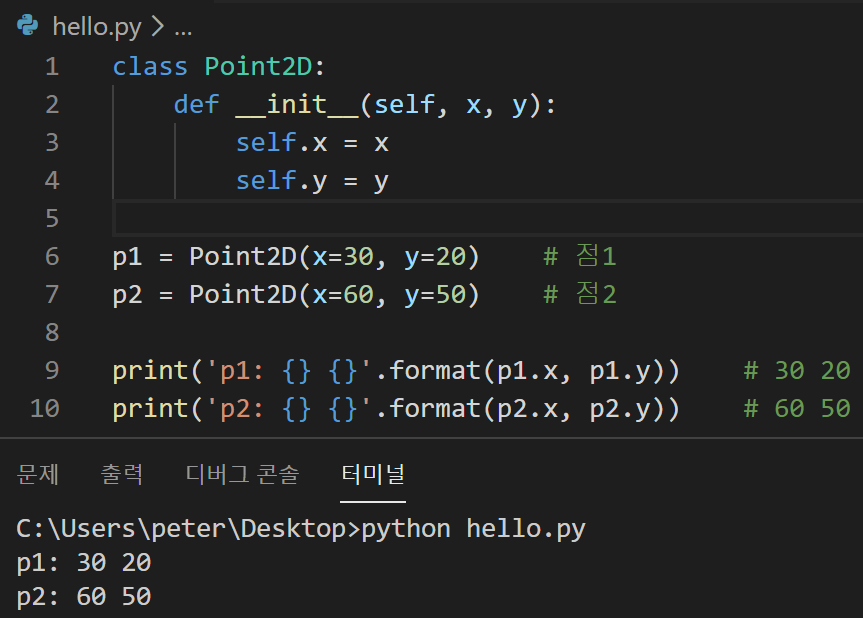 hello.py > ...
1 class Point2D:
2     def __init__(self, x, y):
3         self.x = x
4         self.y = y
5
6 p1 = Point2D(x=30, y=20)    # 점1
7 p2 = Point2D(x=60, y=50)    # 점2
8
9 print('p1: {} {}'.format(p1.x, p1.y))    # 30 20
10 print('p2: {} {}'.format(p2.x, p2.y))    # 60 50
문제 출력 디버그 콘솔 터미널
C:\Users\peter\Desktop>python hello.py
p1: 30 20
p2: 60 50